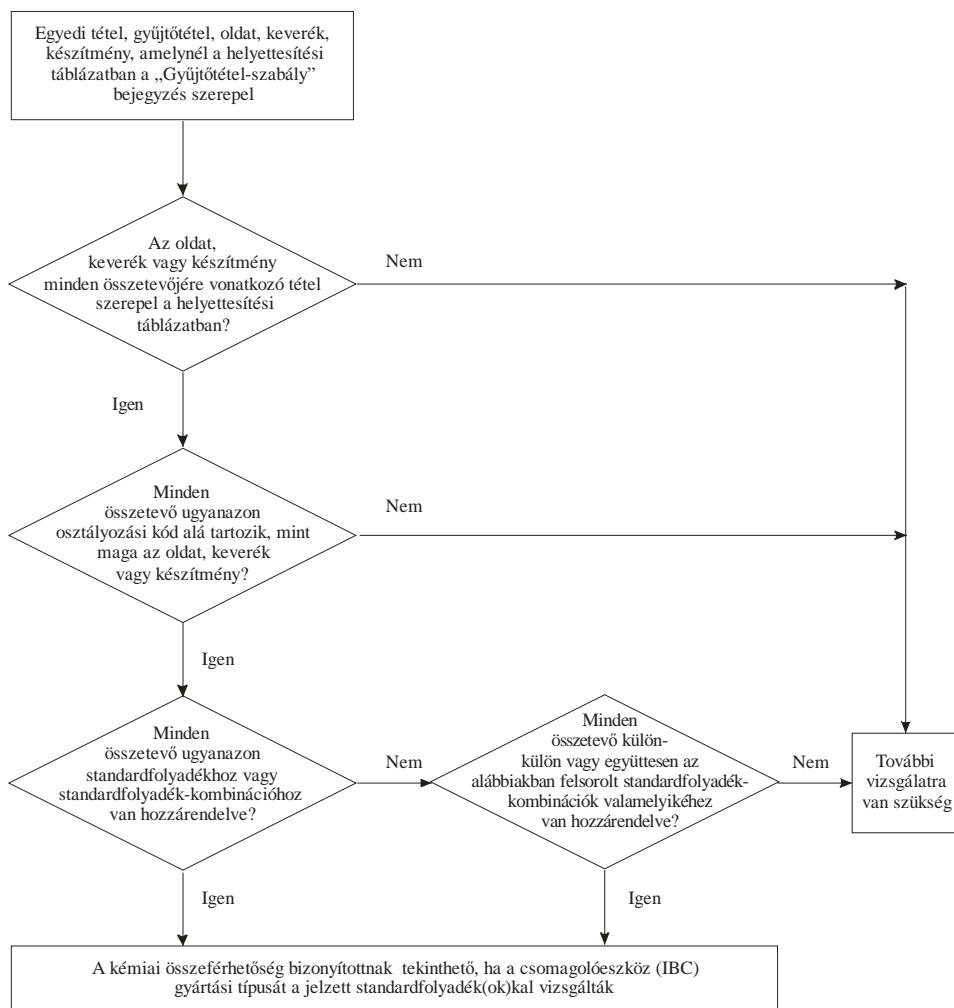 Egyedi tétel, gyűjtőtétel, oldat, keverék,
készítmény, amelynél a helyettesítési
táblázatban a „Gyűjtőtétel-szabály”
bejegyzés szerepel
Az oldat,
keverék vagy készítmény
minden összetevőjére vonatkozó tétel
szerepel a helyettesítési
táblázatban?
Nem
Igen
Minden
összetevő ugyanazon
osztályozási kód alá tartozik, mint
maga az oldat, keverék
vagy készítmény?
Nem
Igen
Minden
összetevő ugyanazon
standardfolyadékhoz vagy
standardfolyadék-kombinációhoz
van hozzárendelve?
Nem
Minden
összetevő külön-
külön vagy együttesen az
alábbiakban felsorolt standardfolyadék-
kombinációk valamelyikéhez
van hozzárendelve?
Nem
További
vizsgálatra
van szükség
Igen
Igen
A kémiai összeférhetőség bizonyítottnak tekinthető, ha a csomagolóeszköz (IBC)
gyártási típusát a jelzett standardfolyadék(ok)kal vizsgálták